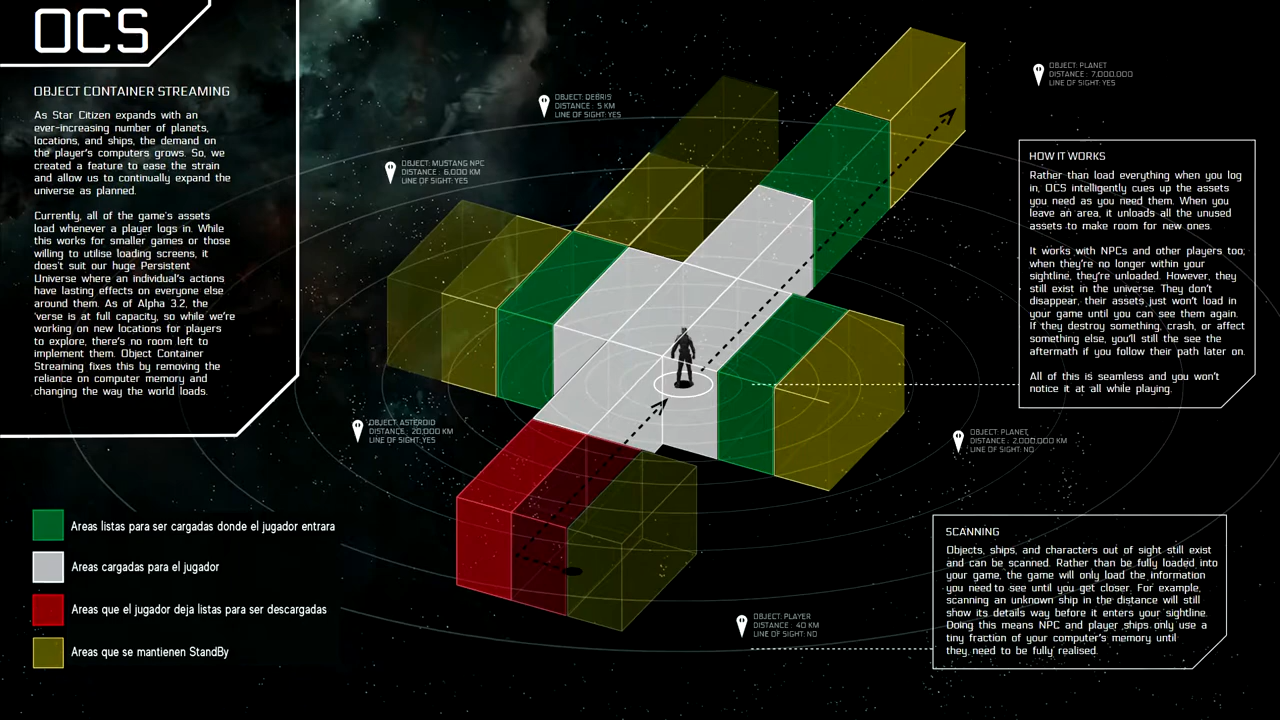 OCS
OBJECT CONTAINER STREAMING
As Star Citizen expands with an
ever-increasing number of planets,
locations, and ships, the demand on
the player's computers grows. So, we
created a feature to ease the strain
and allow us to continually expand the
universe as planned.
Currently, all of the game's assets
load whenever a player logs in. While
this works for smaller games or those
willing to utilise loading screens, it
does't suit our huge Persistent
Universe where an individual's actions
have lasting effects on everyone else
around them. As of Alpha 3.2, the
'verse is at full capacity, so while we're
working on new locations for players
to explore, there's no room left to
implement them. Object Container
Streaming fixes this by removing the
reliance on computer memory and
changing the way the world loads.
OBJECT: DEBRIS
DISTANCE : 5 KM
LINE OF SIGHT: YES
OBJECT: MUSTANG NPC
DISTANCE : 6,000 KM
LINE OF SIGHT: YES
OBJECT: PLANET
DISTANCE : 7,000,000
LINE OF SIGHT: YES
HOW IT WORKS
Rather than load everything when you log
in, OCS intelligently cues up the assets
you need as you need them. When you
leave an area, it unloads all the unused
assets to make room for new ones.
It works with NPCs and other players too;
when they're no longer within your
sightline, they're unloaded. However, they
still exist in the universe. They don't
disappear, their assets just won't load in
your game until you can see them again.
If they destroy something, crash, or affect
something else, you'll still the see the
aftermath if you follow their path later on.
All of this is seamless and you won't
notice it at all while playing.
OBJECT: ASTEROID
DISTANCE : 20,000 KM
LINE OF SIGHT: YES
OBJECT: PLANET
DISTANCE : 2,000,000 KM
LINE OF SIGHT: NO
Areas listas para ser cargadas donde el jugador entrara
Areas cargadas para el jugador
Areas que el jugador deja listas para ser descargadas
Areas que se mantienen StandBy
SCANNING
Objects, ships, and characters out of sight still exist
and can be scanned. Rather than be fully loaded into
your game, the game will only load the information
you need to see until you get closer. For example,
scanning an unknown ship in the distance will still
show its details way before it enters your sightline.
Doing this means NPC and player ships only use a
tiny fraction of your computer's memory until
they need to be fully realised.
OBJECT: PLAYER
DISTANCE : 40 KM
LINE OF SIGHT: NO